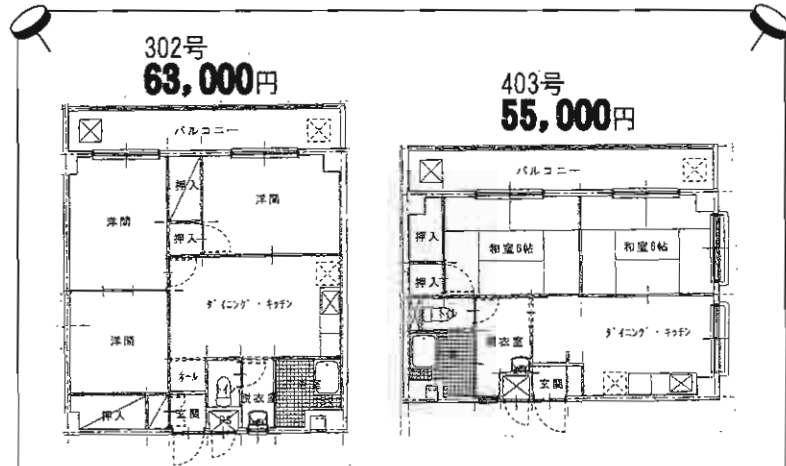 302号
63,000円
バルコニー
押入
洋間
洋間
押入
ダイニング・キッチン
洋間
ホール
押入
玄関
PS
脱衣室
403号
55,000円
バルコニー
押入
和室6帖
和室6帖
押入
脱衣室
ダイニング・キッチン
玄関